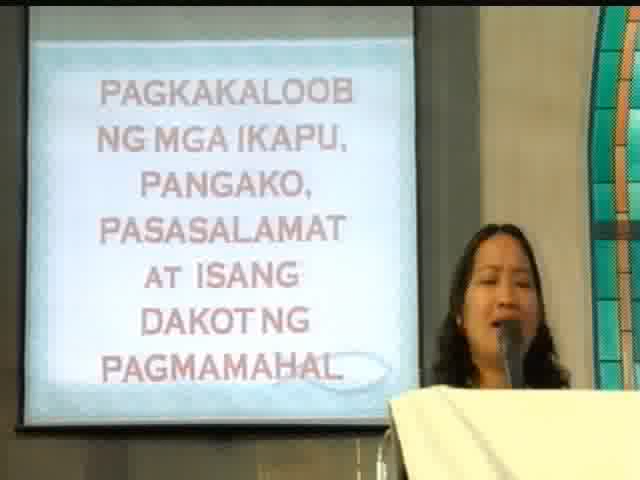 PAGKAKALOOB
NG MGA IKAPU,
PANGAKO,
PASASALAMAT
AT ISANG
DAKOT NG
PAGMAMAHAL